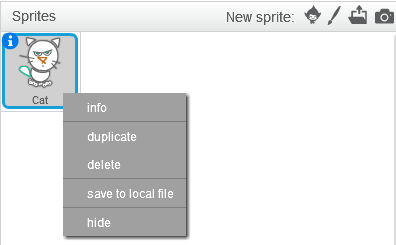 Sprites New sprite:
Cat
info
duplicate
delete
save to local file
hide